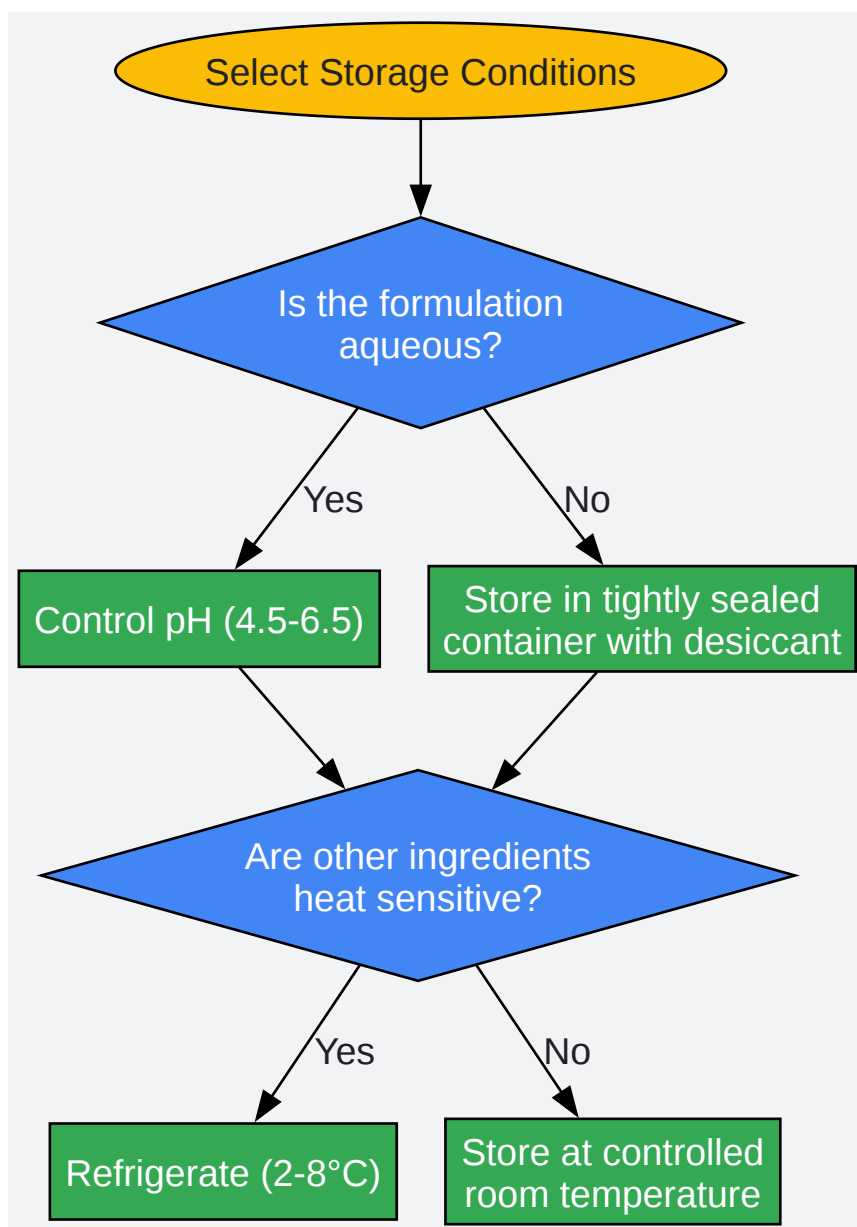 Select Storage Conditions
Is the formulation
aqueous?
Yes
No
Control pH (4.5-6.5)
Store in tightly sealed
container with desiccant
Are other ingredients
heat sensitive?
Yes
No
Refrigerate (2-8°C)
Store at controlled
room temperature